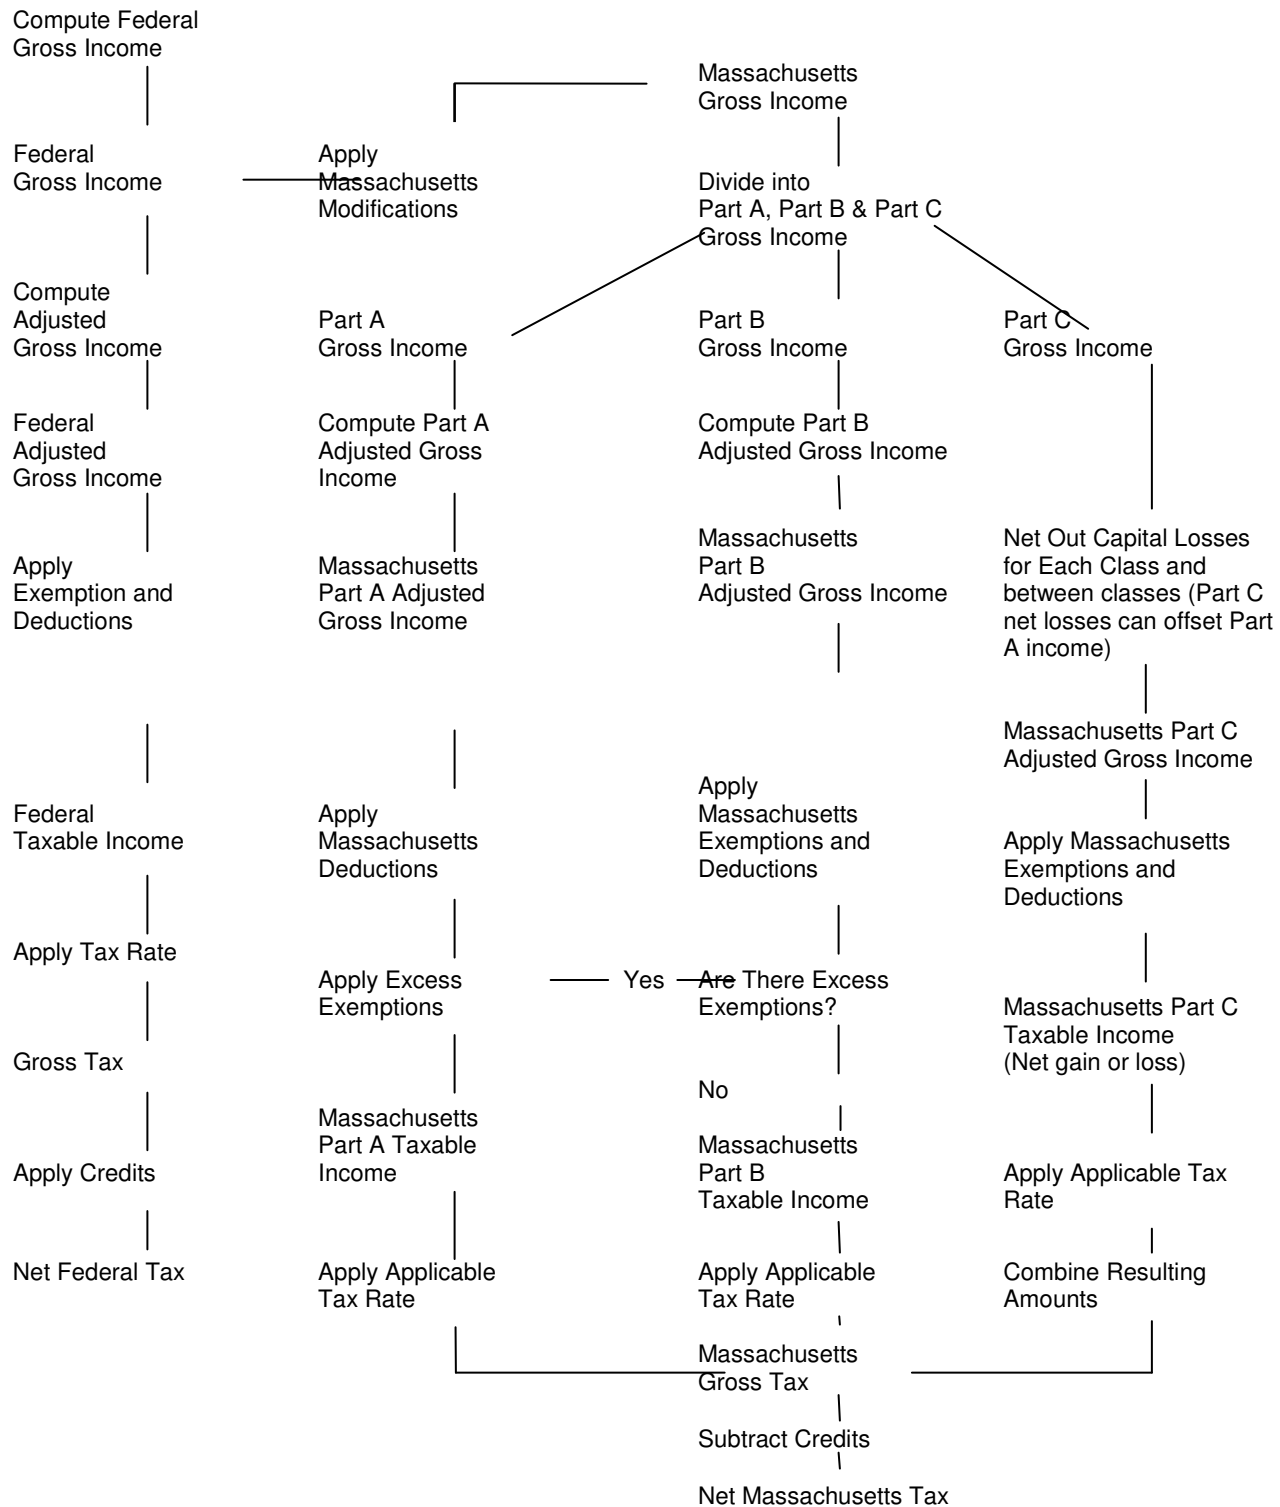 Compute Federal
Gross Income
Massachusetts
Gross Income
Federal
Gross Income
Apply
Massachusetts
Modifications
Divide into
Part A, Part B & Part C
Gross Income
Compute
Adjusted
Gross Income
Part A
Gross Income
Part B
Gross Income
Part C
Gross Income
Federal
Adjusted
Gross Income
Compute Part A
Adjusted Gross
Income
Compute Part B
Adjusted Gross Income
Apply
Exemption and
Deductions
Massachusetts
Part A Adjusted
Gross Income
Massachusetts
Part B
Adjusted Gross Income
Net Out Capital Losses
for Each Class and
between classes (Part C
net losses can offset Part
A income)
Massachusetts Part C
Adjusted Gross Income
Federal
Taxable Income
Apply
Massachusetts
Deductions
Apply
Massachusetts
Exemptions and
Deductions
Apply Massachusetts
Exemptions and
Deductions
Apply Tax Rate
Apply Excess
Exemptions
Yes
Are There Excess
Exemptions?
Massachusetts Part C
Taxable Income
(Net gain or loss)
Gross Tax
No
Massachusetts
Part A Taxable
Income
Massachusetts
Part B
Taxable Income
Apply Credits
Apply Applicable Tax
Rate
Net Federal Tax
Apply Applicable
Tax Rate
Apply Applicable
Tax Rate
Combine Resulting
Amounts
Massachusetts
Gross Tax
Subtract Credits
Net Massachusetts Tax